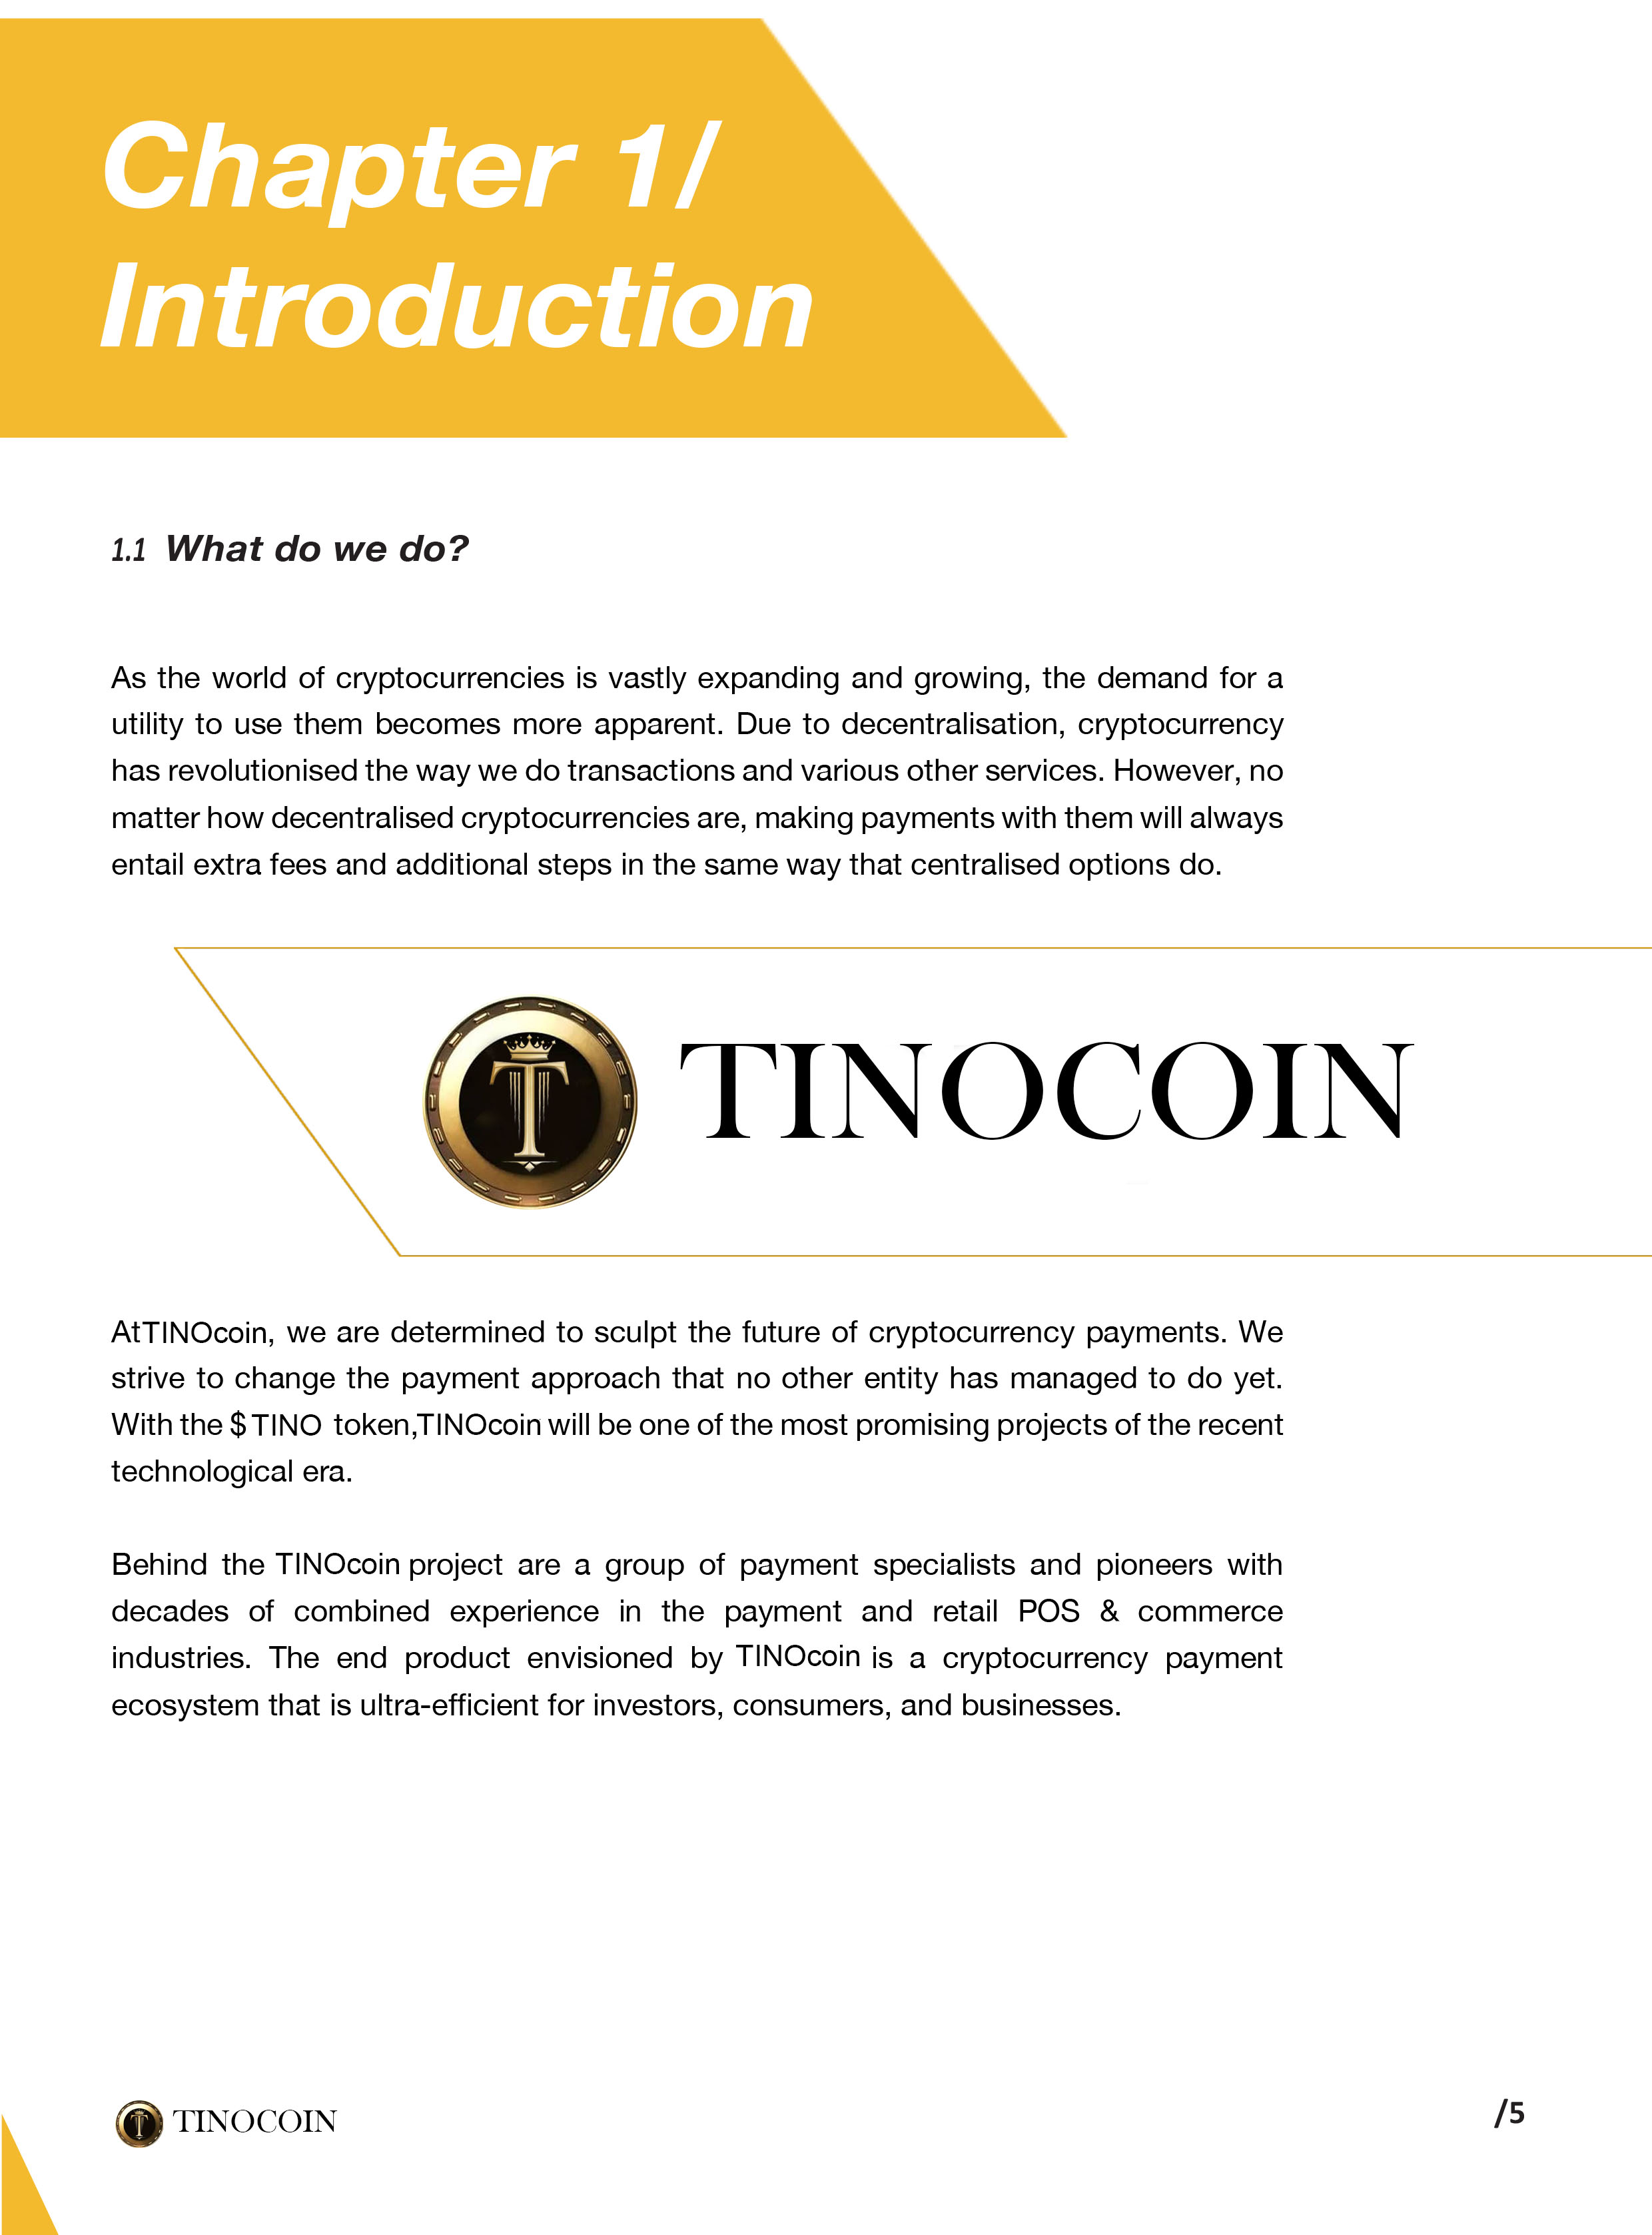 Chapter 1/
Introduction
1.1 What do we do?
As the world of cryptocurrencies is vastly expanding and growing, the demand for a
utility to use them becomes more apparent. Due to decentralisation, cryptocurrency
has revolutionised the way we do transactions and various other services. However, no
matter how decentralised cryptocurrencies are, making payments with them will always
entail extra fees and additional steps in the same way that centralised options do.
T TINOCOIN
AtTINOcoin, we are determined to sculpt the future of cryptocurrency payments. We
strive to change the payment approach that no other entity has managed to do yet.
With the $TINO token,TINOcoin will be one of the most promising projects of the recent
technological era.
Behind the TINOcoin project are a group of payment specialists and pioneers with
decades of combined experience in the payment and retail POS & commerce
industries. The end product envisioned by TINOcoin is a cryptocurrency payment
ecosystem that is ultra-efficient for investors, consumers, and businesses.
T TINOCOIN
/5